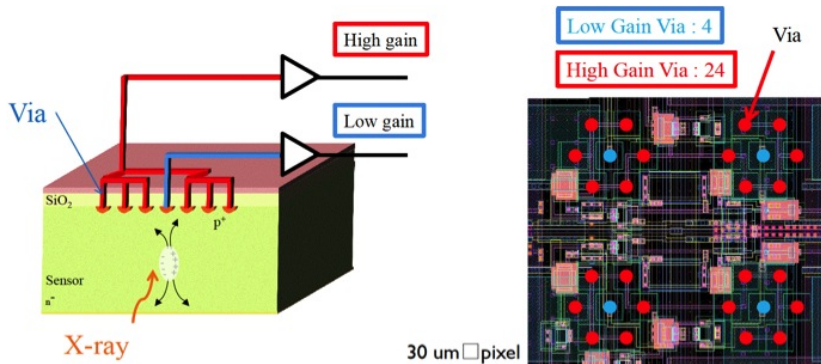 High gain
Low gain
Via
SiO2
p+
Sensor
n-
X-ray
Low Gain Via : 4
High Gain Via : 24
Via
30 um□pixel